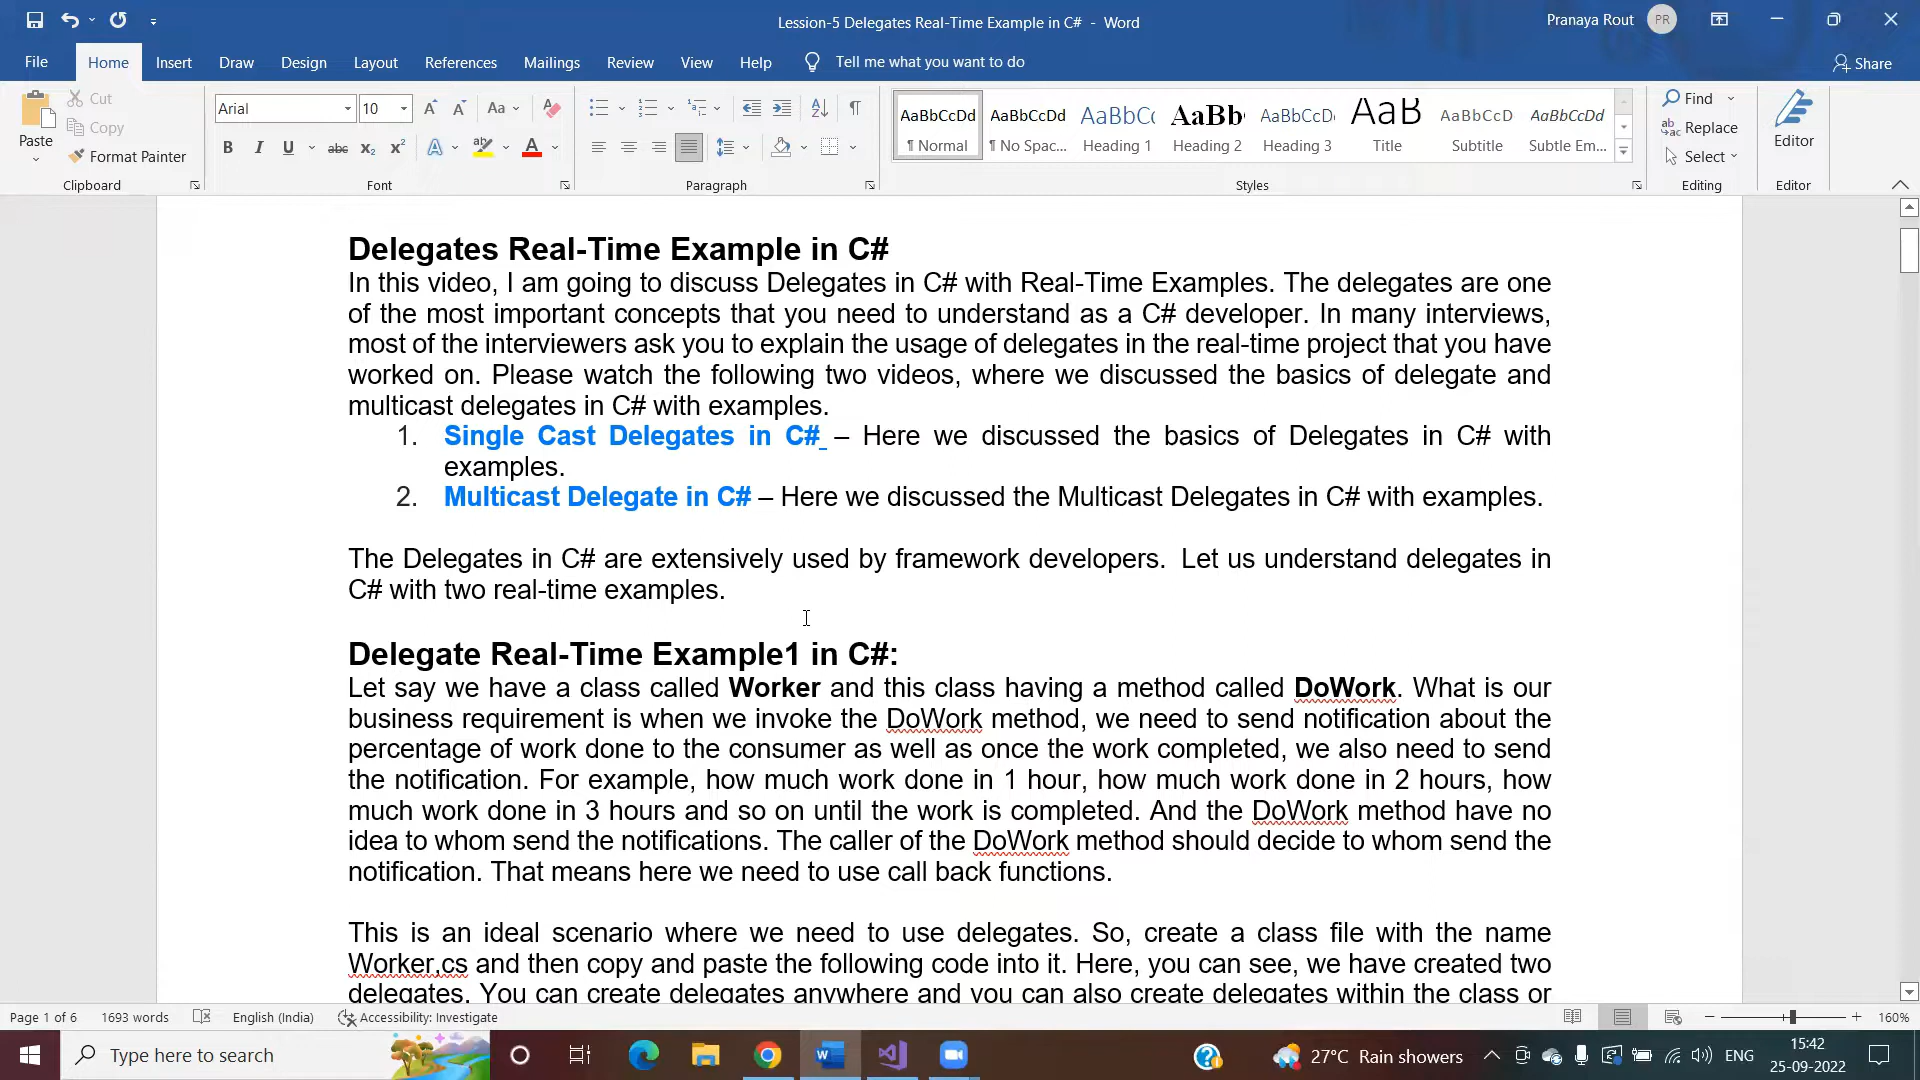 Lession-5 Delegates Real-Time Example in C# - Word
Pranaya Rout PR
File Home Insert Draw Design Layout References Mailings Review View Help Tell me what you want to do Share
Paste
Cut
Copy
Format Painter
Clipboard
Arial 10
Font
Paragraph
AaBbCcDd AaBbCcDd AaBbCc AaBb AaBbCcDc AaB AaBbCcD AaBbCcDd
¶ Normal ¶ No Spac... Heading 1 Heading 2 Heading 3 Title Subtitle Subtle Em...
Styles
Find
Replace
Select
Editing
Editor
Editor
Delegates Real-Time Example in C#
In this video, I am going to discuss Delegates in C# with Real-Time Examples. The delegates are one
of the most important concepts that you need to understand as a C# developer. In many interviews,
most of the interviewers ask you to explain the usage of delegates in the real-time project that you have
worked on. Please watch the following two videos, where we discussed the basics of delegate and
multicast delegates in C# with examples.
1. Single Cast Delegates in C# – Here we discussed the basics of Delegates in C# with
examples.
2. Multicast Delegate in C# – Here we discussed the Multicast Delegates in C# with examples.
The Delegates in C# are extensively used by framework developers. Let us understand delegates in
C# with two real-time examples.
Delegate Real-Time Example1 in C#:
Let say we have a class called Worker and this class having a method called DoWork. What is our
business requirement is when we invoke the DoWork method, we need to send notification about the
percentage of work done to the consumer as well as once the work completed, we also need to send
the notification. For example, how much work done in 1 hour, how much work done in 2 hours, how
much work done in 3 hours and so on until the work is completed. And the DoWork method have no
idea to whom send the notifications. The caller of the DoWork method should decide to whom send the
notification. That means here we need to use call back functions.
This is an ideal scenario where we need to use delegates. So, create a class file with the name
Worker.cs and then copy and paste the following code into it. Here, you can see, we have created two
delegates. You can create delegates anywhere and you can also create delegates within the class or
Page 1 of 6 1693 words English (India) Accessibility: Investigate 160%
Type here to search
27°C Rain showers
ENG
15:42
25-09-2022